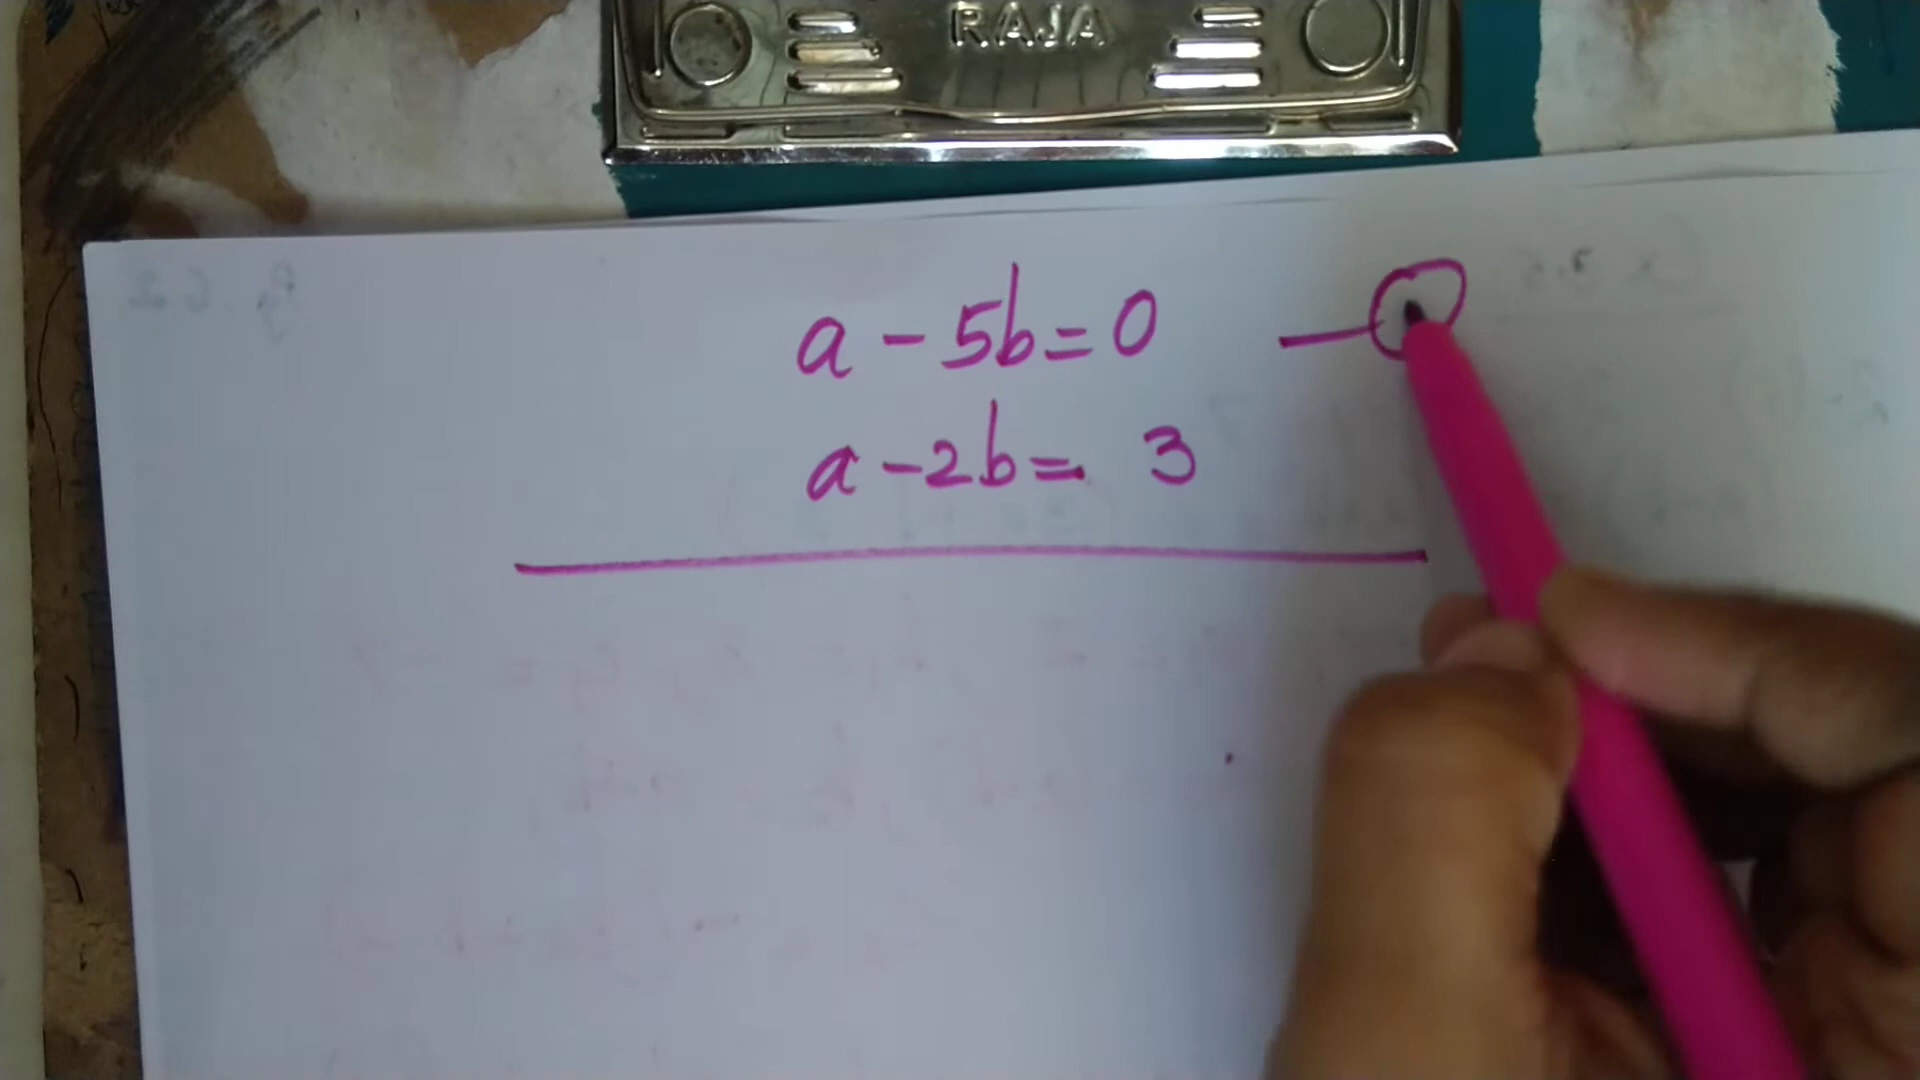 RAJA
a - 5b = 0
a - 2b = 3